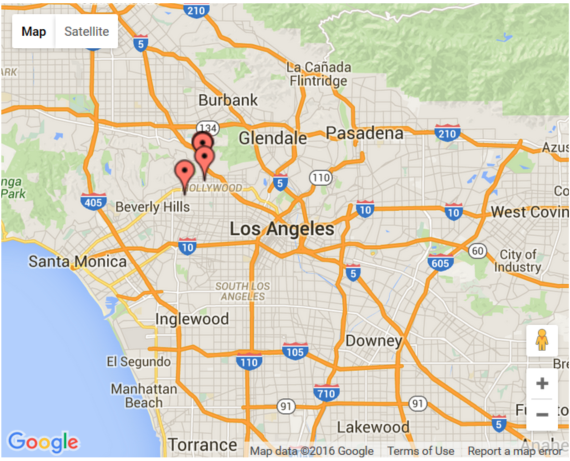 210
Map
Satellite
5
La Cañada
Flintridge
ARK
Burbank
134
Glendale
Pasadena
210
Azus
HOLLYWOOD
5
110
nga
Park
405
Beverly Hills
10
10
West Covin
Los Angeles
10
60
Santa Monica
605
City of
Industry
5
SOUTH LOS
ANGELES
Inglewood
Downey
105
El Segundo
110
Manhattan
Beach
710
91
91
5
Lakewood
Google
Torrance
Map data ©2016 Google
Terms of Use
Report a map error